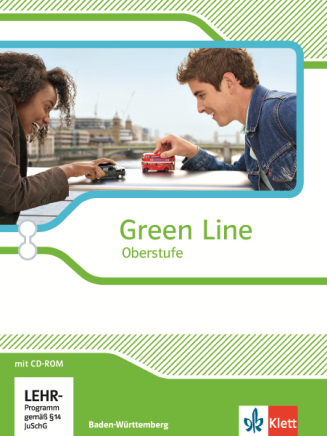 Green Line
Oberstufe
mit CD-ROM
LEHR-
Programm
gemäß §14
JuSchG
Baden-Württemberg
Klett